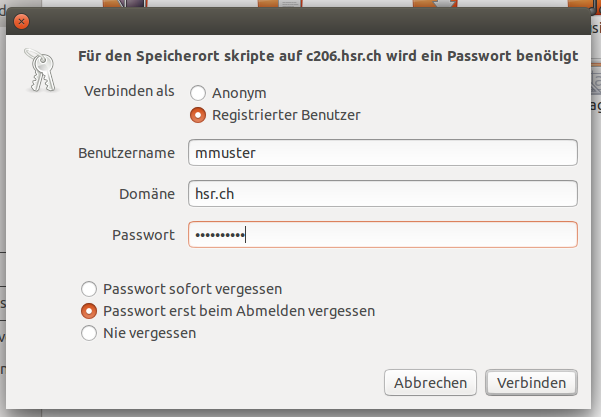 Für den Speicherort skripte auf c206.hsr.ch wird ein Passwort benötigt
Verbinden als
Anonym
Registrierter Benutzer
Benutzername mmuster
Domäne hsr.ch
Passwort ••••••••••
Passwort sofort vergessen
Passwort erst beim Abmelden vergessen
Nie vergessen
Abbrechen Verbinden